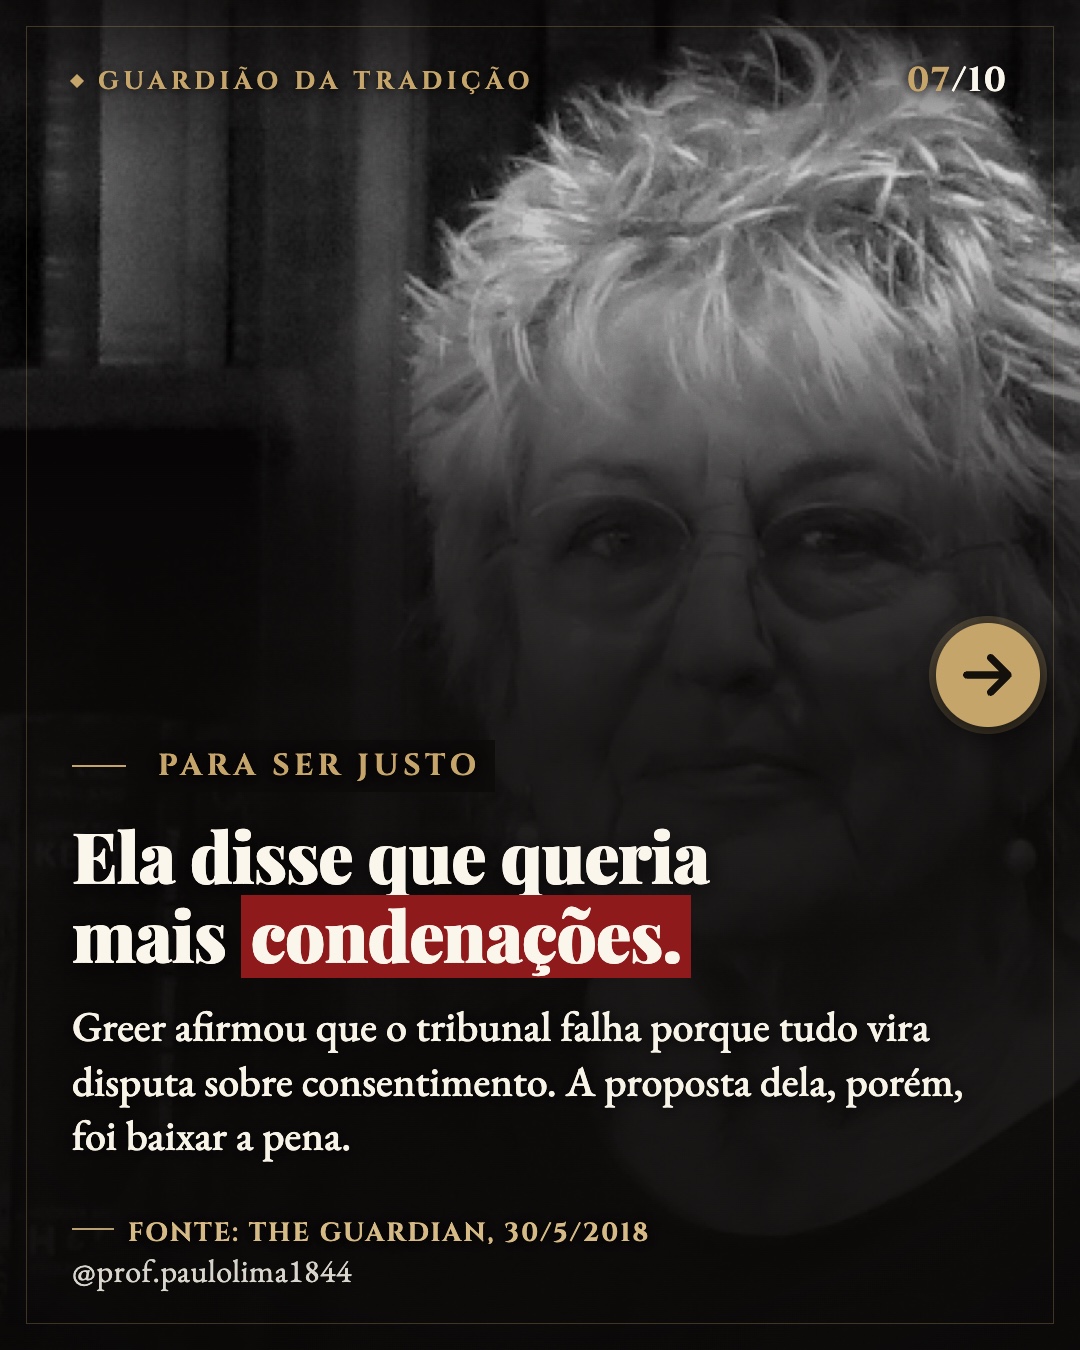 GUARDIÃO DA TRADIÇÃO
07/10
PARA SER JUSTO
Ela disse que queria
mais condenações.
Greer afirmou que o tribunal falha porque tudo vira
disputa sobre consentimento. A proposta dela, porém,
foi baixar a pena.
FONTE: THE GUARDIAN, 30/5/2018
@prof.paulolima1844